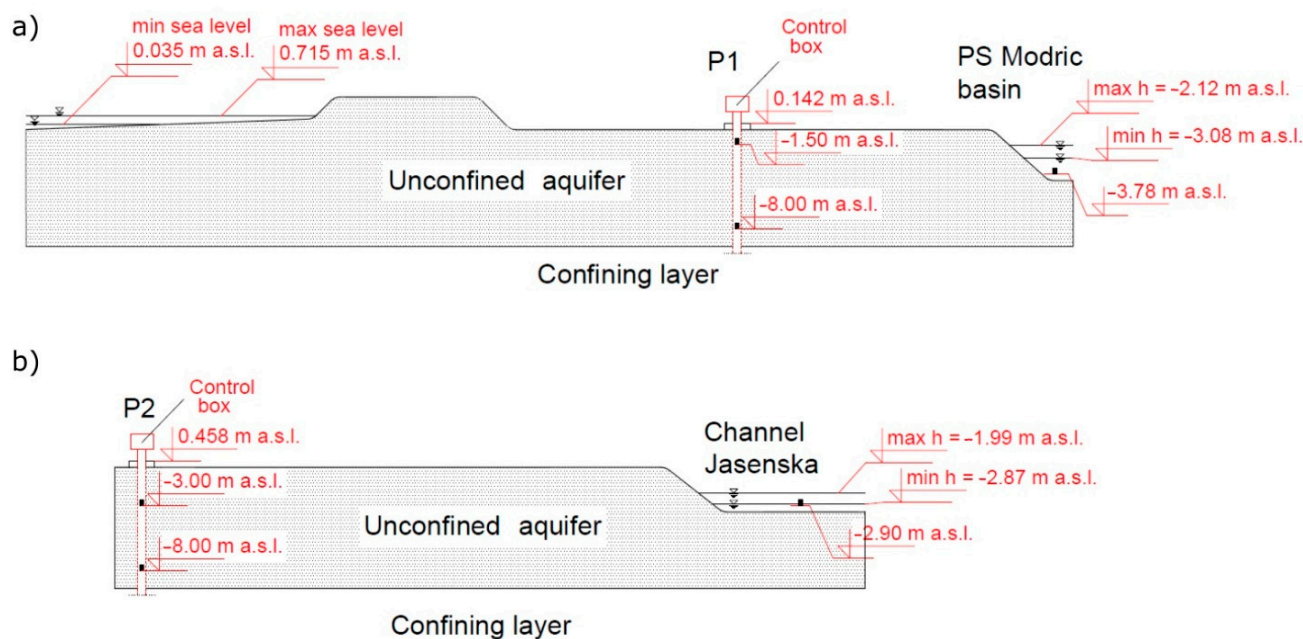 a)
min sea level
0.035 m a.s.l.
max sea level
0.715 m a.s.l.
P1
Control
box
0.142 m a.s.l.
–1.50 m a.s.l.
–8.00 m a.s.l.
PS Modric
basin
max h = –2.12 m a.s.l.
min h = –3.08 m a.s.l.
–3.78 m a.s.l.
Unconfined aquifer
Confining layer
b)
P2
Control
box
0.458 m a.s.l.
–3.00 m a.s.l.
–8.00 m a.s.l.
Unconfined aquifer
Channel
Jasenska
max h = –1.99 m a.s.l.
min h = –2.87 m a.s.l.
–2.90 m a.s.l.
Confining layer